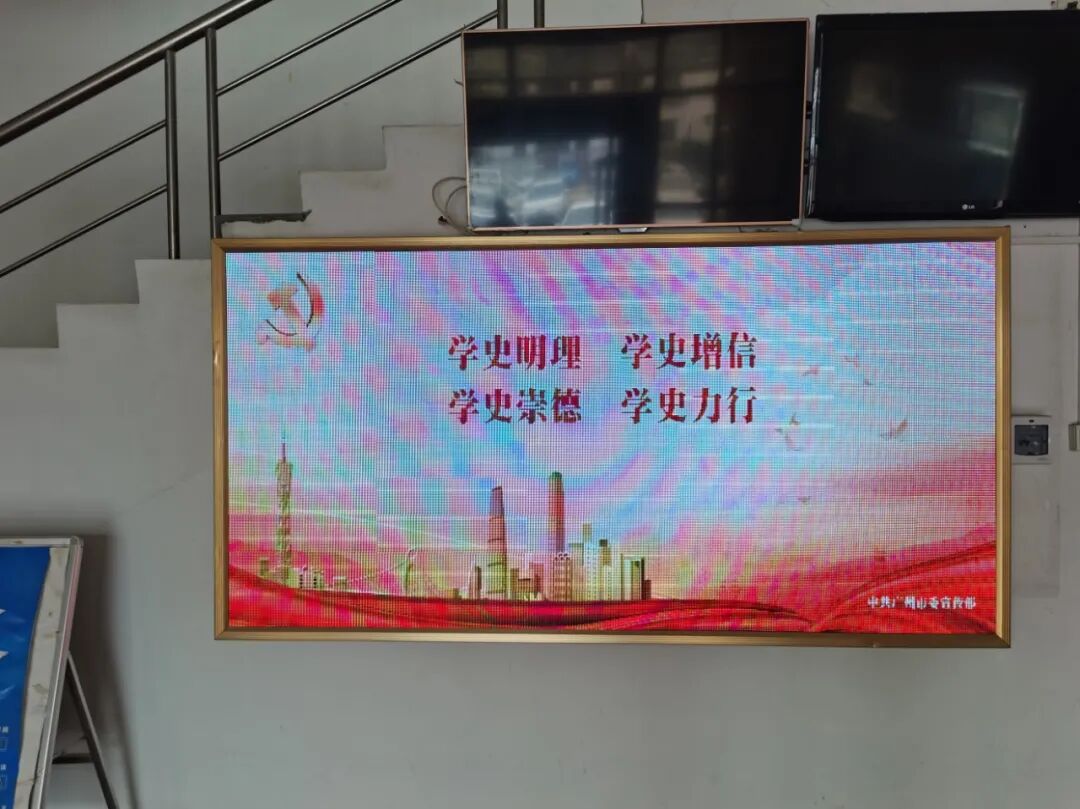 LG
学史明理 学史增信
学史崇德 学史力行
中共广州市委宣传部